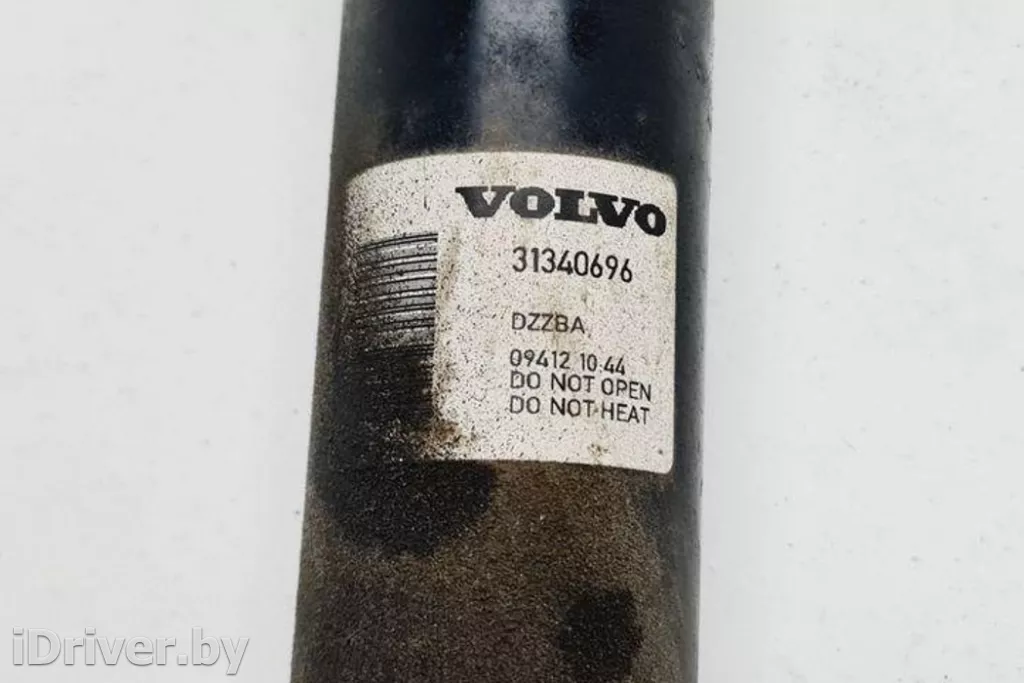 VOLVO
31340696
DZZBA
09412 10:44
DO NOT OPEN
DO NOT HEAT
iDriver.by